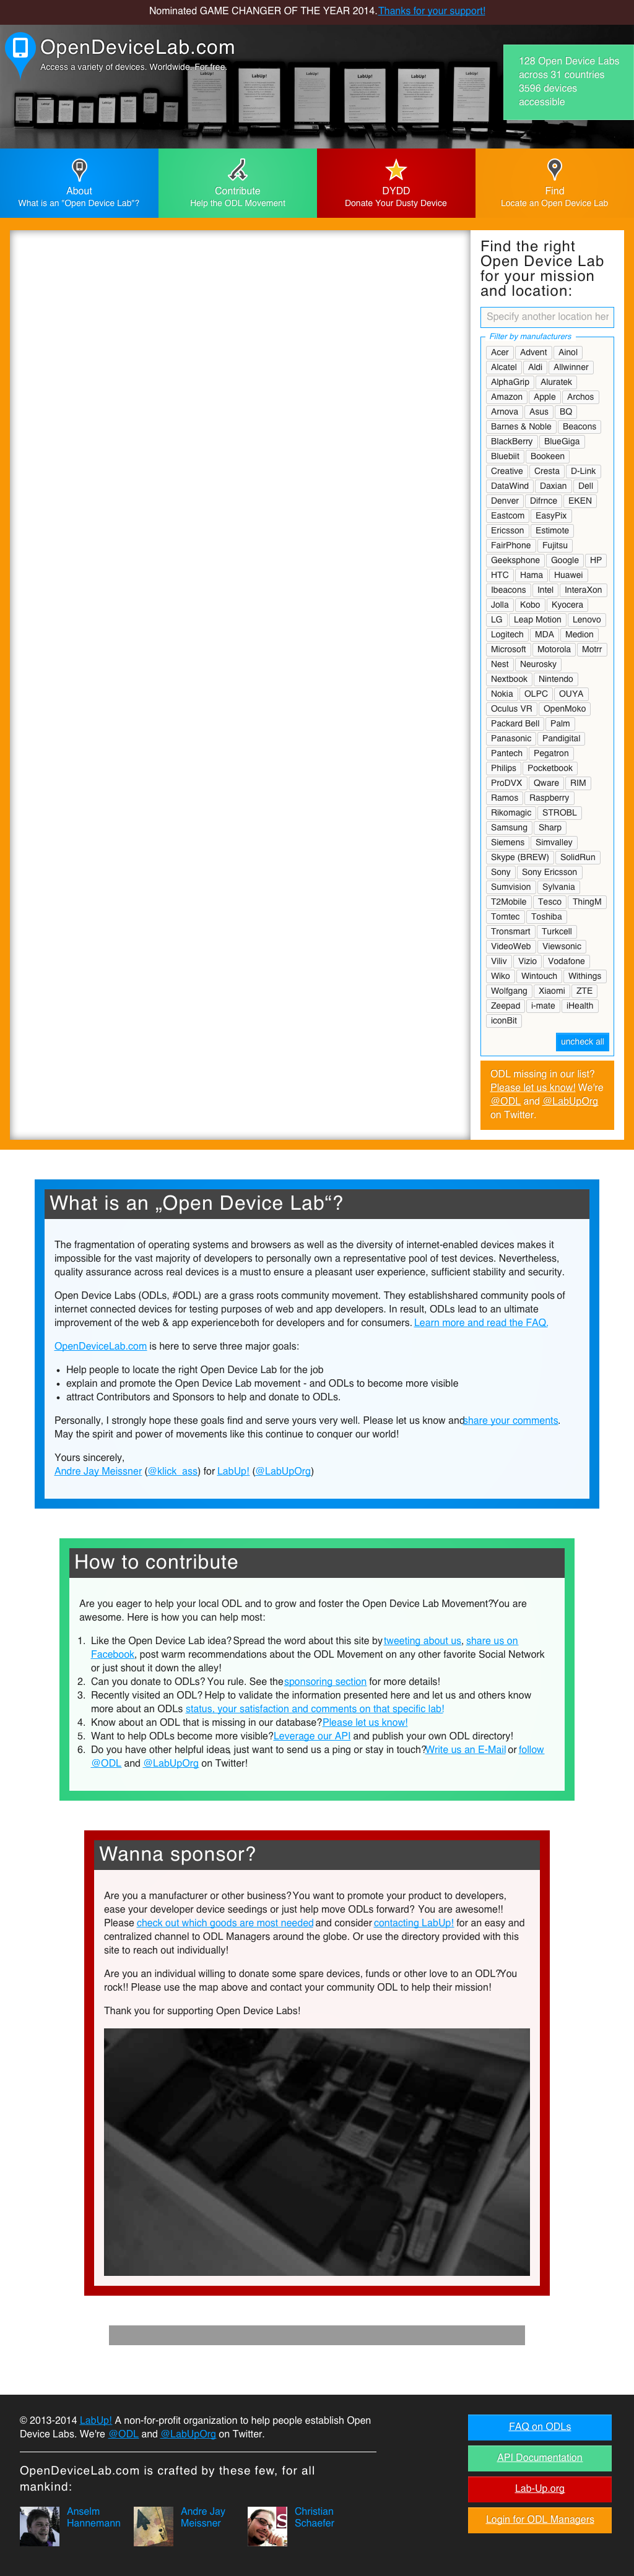 Nominated GAME CHANGER OF THE YEAR 2014. Thanks for your support!
OpenDeviceLab.com
Access a variety of devices. Worldwide. For free.
128 Open Device Labs
across 31 countries
3596 devices
accessible
About
What is an "Open Device Lab"?
Contribute
Help the ODL Movement
DYDD
Donate Your Dusty Device
Find
Locate an Open Device Lab
Find the right
Open Device Lab
for your mission
and location:
Specify another location her
Filter by manufacturers
Acer Advent Ainol
Alcatel Aldi Allwinner
AlphaGrip Aluratek
Amazon Apple Archos
Arnova Asus BQ
Barnes & Noble Beacons
BlackBerry BlueGiga
Bluebiit Bookeen
Creative Cresta D-Link
DataWind Daxian Dell
Denver Difrnce EKEN
Eastcom EasyPix
Ericsson Estimote
FairPhone Fujitsu
Geeksphone Google HP
HTC Hama Huawei
Ibeacons Intel InteraXon
Jolla Kobo Kyocera
LG Leap Motion Lenovo
Logitech MDA Medion
Microsoft Motorola Motrr
Nest Neurosky
Nextbook Nintendo
Nokia OLPC OUYA
Oculus VR OpenMoko
Packard Bell Palm
Panasonic Pandigital
Pantech Pegatron
Philips Pocketbook
ProDVX Qware RIM
Ramos Raspberry
Rikomagic STROBL
Samsung Sharp
Siemens Simvalley
Skype (BREW) SolidRun
Sony Sony Ericsson
Sumvision Sylvania
T2Mobile Tesco ThingM
Tomtec Toshiba
Tronsmart Turkcell
VideoWeb Viewsonic
Viliv Vizio Vodafone
Wiko Wintouch Withings
Wolfgang Xiaomi ZTE
Zeepad i-mate iHealth
iconBit
uncheck all
ODL missing in our list?
Please let us know! We're
@ODL and @LabUpOrg
on Twitter.
What is an „Open Device Lab“?
The fragmentation of operating systems and browsers as well as the diversity of internet-enabled devices makes it
impossible for the vast majority of developers to personally own a representative pool of test devices. Nevertheless,
quality assurance across real devices is a must to ensure a pleasant user experience, sufficient stability and security.
Open Device Labs (ODLs, #ODL) are a grass roots community movement. They establish share community pools of
internet connected devices for testing purposes of web and app developers. In result, ODLs lead to an ultimate
improvement of the web & app experience both for developers and for consumers. Learn more and read the FAQ.
OpenDeviceLab.com is here to serve three major goals:
• Help people to locate the right Open Device Lab for the job
• explain and promote the Open Device Lab movement - and ODLs to become more visible
• attract Contributors and Sponsors to help and donate to ODLs.
Personally, I strongly hope these goals find and serve yours very well. Please let us know and share your comments.
May the spirit and power of movements like this continue to conquer our world!
Yours sincerely,
Andre Jay Meissner (@klick_ass) for LabUp! (@LabUpOrg)
How to contribute
Are you eager to help your local ODL and to grow and foster the Open Device Lab Movement? You are
awesome. Here is how you can help most:
1. Like the Open Device Lab idea? Spread the word about this site by tweeting about us, share us on
Facebook, post warm recommendations about the ODL Movement on any other favorite Social Network
or just shout it down the alley!
2. Can you donate to ODLs? You rule. See the sponsoring section for more details!
3. Recently visited an ODL? Help to validate the information presented here and let us and others know
more about an ODLs status, your satisfaction and comments on that specific lab!
4. Know about an ODL that is missing in our database? Please let us know!
5. Want to help ODLs become more visible? Leverage our API and publish your own ODL directory!
6. Do you have other helpful ideas, just want to send us a ping or stay in touch? Write us an E-Mail or follow
@ODL and @LabUpOrg on Twitter!
Wanna sponsor?
Are you a manufacturer or other business? You want to promote your product to developers,
ease your developer device seedings or just help move ODLs forward? You are awesome!!
Please check out which goods are most needed and consider contacting LabUp! for an easy and
centralized channel to ODL Managers around the globe. Or use the directory provided with this
site to reach out individually!
Are you an individual willing to donate some spare devices, funds or other love to an ODL? You
rock!! Please use the map above and contact your community ODL to help their mission!
Thank you for supporting Open Device Labs!
© 2013-2014 LabUp! A non-for-profit organization to help people establish Open
Device Labs. We're @ODL and @LabUpOrg on Twitter.
OpenDeviceLab.com is crafted by these few, for all
mankind:
Anselm
Hannemann
Andre Jay
Meissner
Christian
Schaefer
FAQ on ODLs
API Documentation
Lab-Up.org
Login for ODL Managers